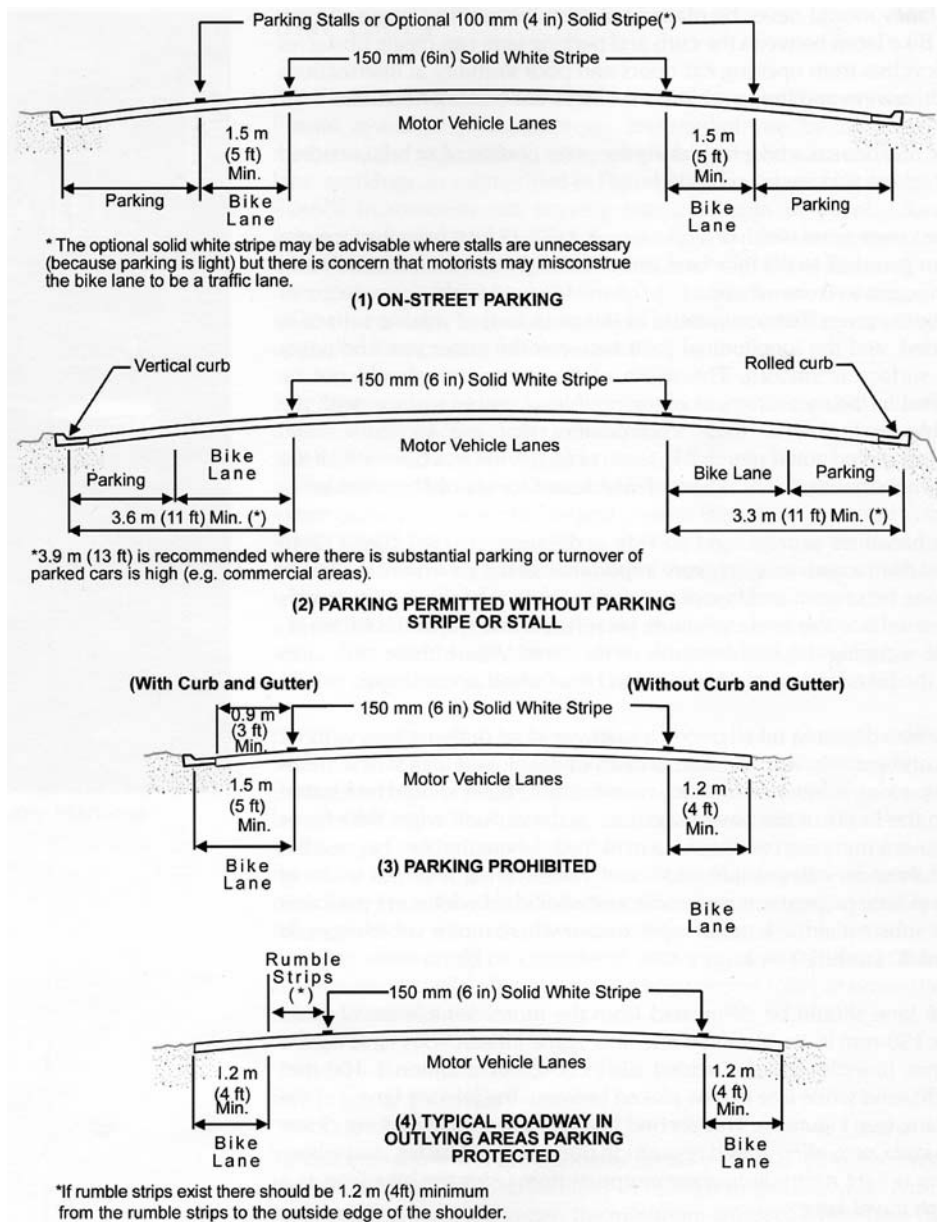 Parking Stalls or Optional 100 mm (4 in) Solid Stripe(*)
150 mm (6in) Solid White Stripe
Motor Vehicle Lanes
1.5 m
(5 ft)
Min.
1.5 m
(5 ft)
Min.
Parking
Bike
Lane
Bike
Lane
Parking
* The optional solid white stripe may be advisable where stalls are unnecessary
(because parking is light) but there is concern that motorists may misconstrue
the bike lane to be a traffic lane.
(1) ON-STREET PARKING
Vertical curb
Rolled curb
150 mm (6 in) Solid White Stripe
Motor Vehicle Lanes
Parking
Bike
Lane
Bike Lane
Parking
3.6 m (11 ft) Min. (*)
3.3 m (11 ft) Min. (*)
*3.9 m (13 ft) is recommended where there is substantial parking or turnover of
parked cars is high (e.g. commercial areas).
(2) PARKING PERMITTED WITHOUT PARKING
STRIPE OR STALL
(With Curb and Gutter)
(Without Curb and Gutter)
0.9 m
(3 ft)
Min.
150 mm (6 in) Solid White Stripe
Motor Vehicle Lanes
1.5 m
(5 ft)
Min.
1.2 m
(4 ft)
Min.
Bike
Lane
(3) PARKING PROHIBITED
Bike
Lane
Rumble
Strips
(*)
150 mm (6 in) Solid White Stripe
Motor Vehicle Lanes
1.2 m
(4 ft)
Min.
1.2 m
(4 ft)
Min.
Bike
Lane
(4) TYPICAL ROADWAY IN
OUTLYING AREAS PARKING
PROTECTED
Bike
Lane
*If rumble strips exist there should be 1.2 m (4ft) minimum
from the rumble strips to the outside edge of the shoulder.